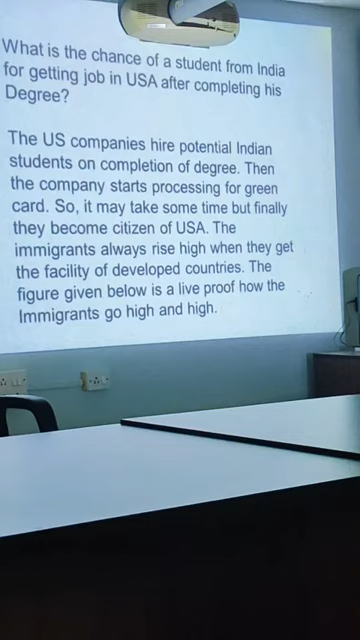 What is the chance of a student from India
for getting job in USA after completing his
Degree?
The US companies hire potential Indian
students on completion of degree. Then
the company starts processing for green
card. So, it may take some time but finally
they become citizen of USA. The
immigrants always rise high when they get
the facility of developed countries. The
figure given below is a live proof how the
Immigrants go high and high.